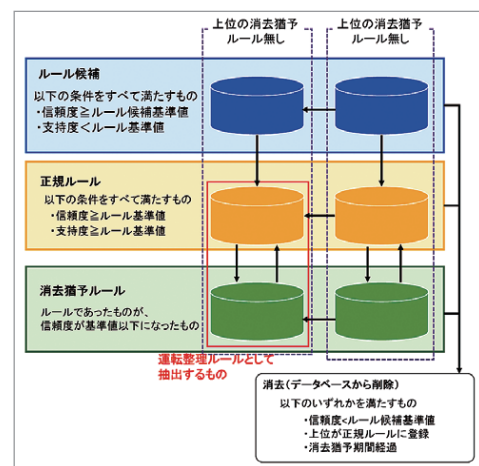 上位の消去猶予
ルール無し
上位の消去猶予
ルール無し
ルール候補
以下の条件をすべて満たすもの
・信頼度≧ルール候補基準値
・支持度<ルール基準値
正規ルール
以下の条件をすべて満たすもの
・信頼度≧ルール基準値
・支持度≧ルール基準値
消去猶予ルール
ルールであったものが、
信頼度が基準値以下になったもの
運転整理ルールとして
抽出するもの
消去(データベースから削除)
以下のいずれかを満たすもの
・信頼度<ルール候補基準値
・上位が正規ルールに登録
・消去猶予期間経過